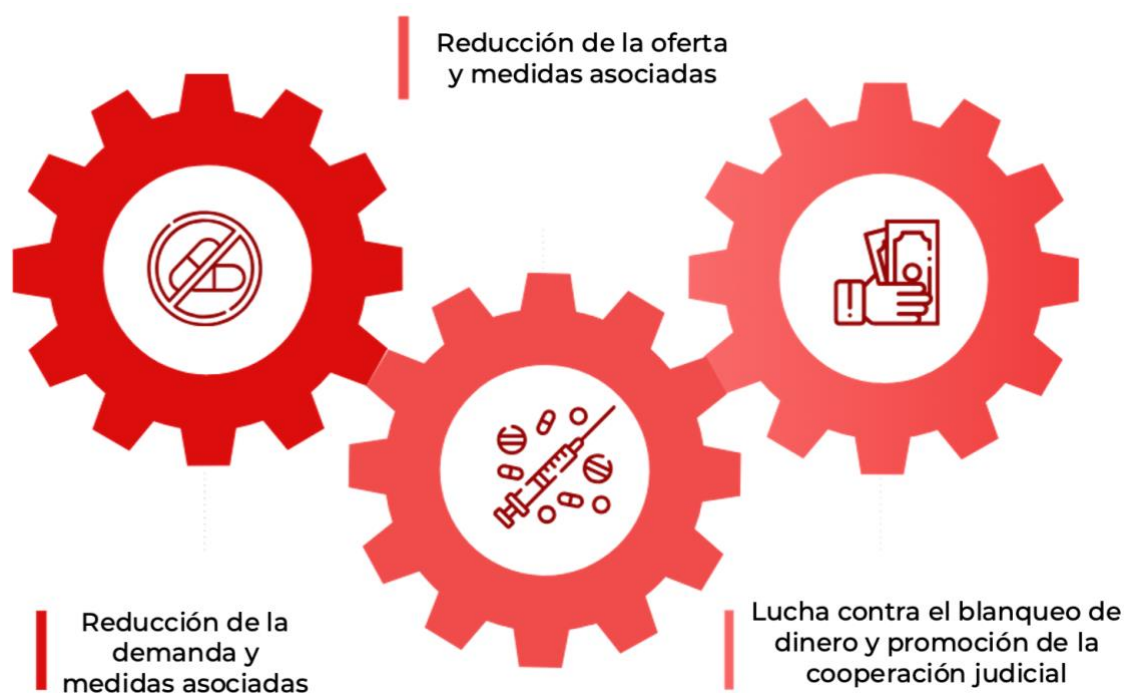 Reducción de la oferta
y medidas asociadas
Reducción de la
demanda y
medidas asociadas
Lucha contra el blanqueo de
dinero y promoción de la
cooperación judicial